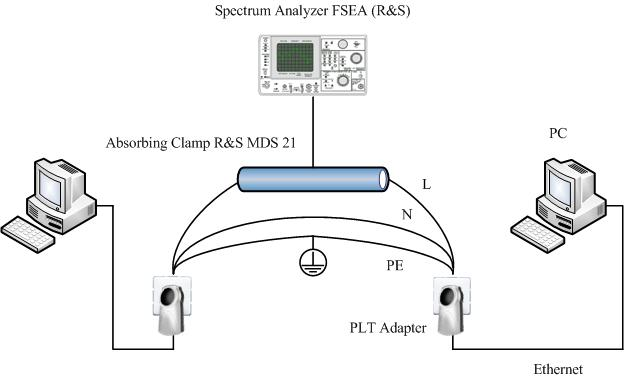 Spectrum Analyzer FSEA (R&S)
Absorbing Clamp R&S MDS 21
PC
L
N
PE
PLT Adapter
Ethernet